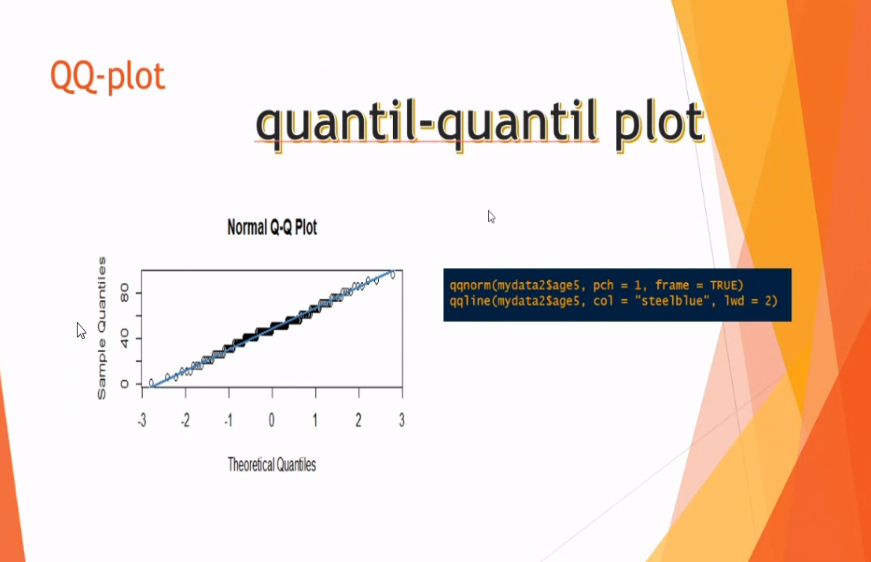 QQ-plot
quantil-quantil plot
Normal Q-Q Plot
qqnorm(mydata2$age5, pch = 1, frame = TRUE)
qqline(mydata2$age5, col = "steelblue", lwd = 2)
Sample Quantiles
80
40
0
-3 -2 -1 0 1 2 3
Theoretical Quantiles